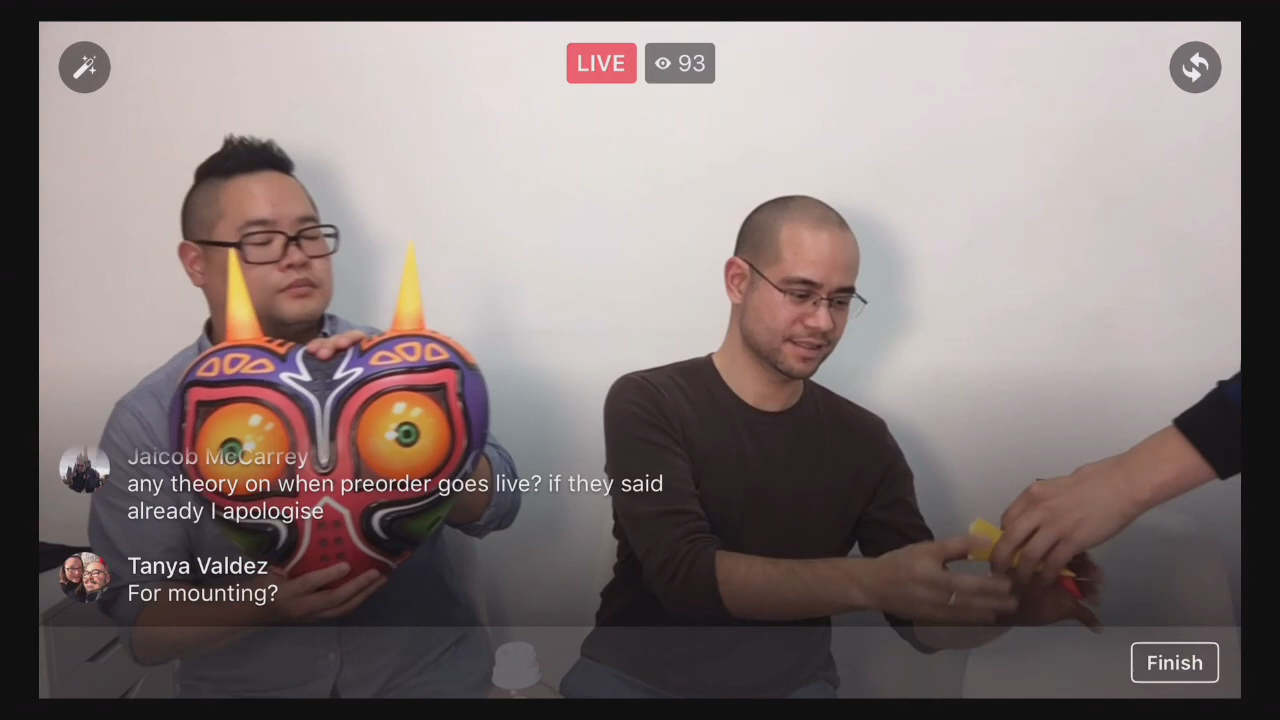 LIVE 93
Jaicob McCarrey
any theory on when preorder goes live? if they said
already I apologise
Tanya Valdez
For mounting?
Finish